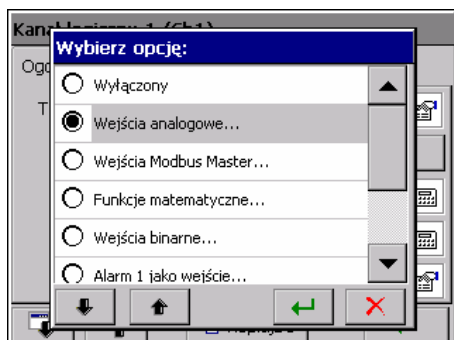 Wybierz opcję:
Wyłączony
Wejścia analogowe...
Wejścia Modbus Master...
Funkcje matematyczne...
Wejścia binarne...
Alarm 1 jako wejście...